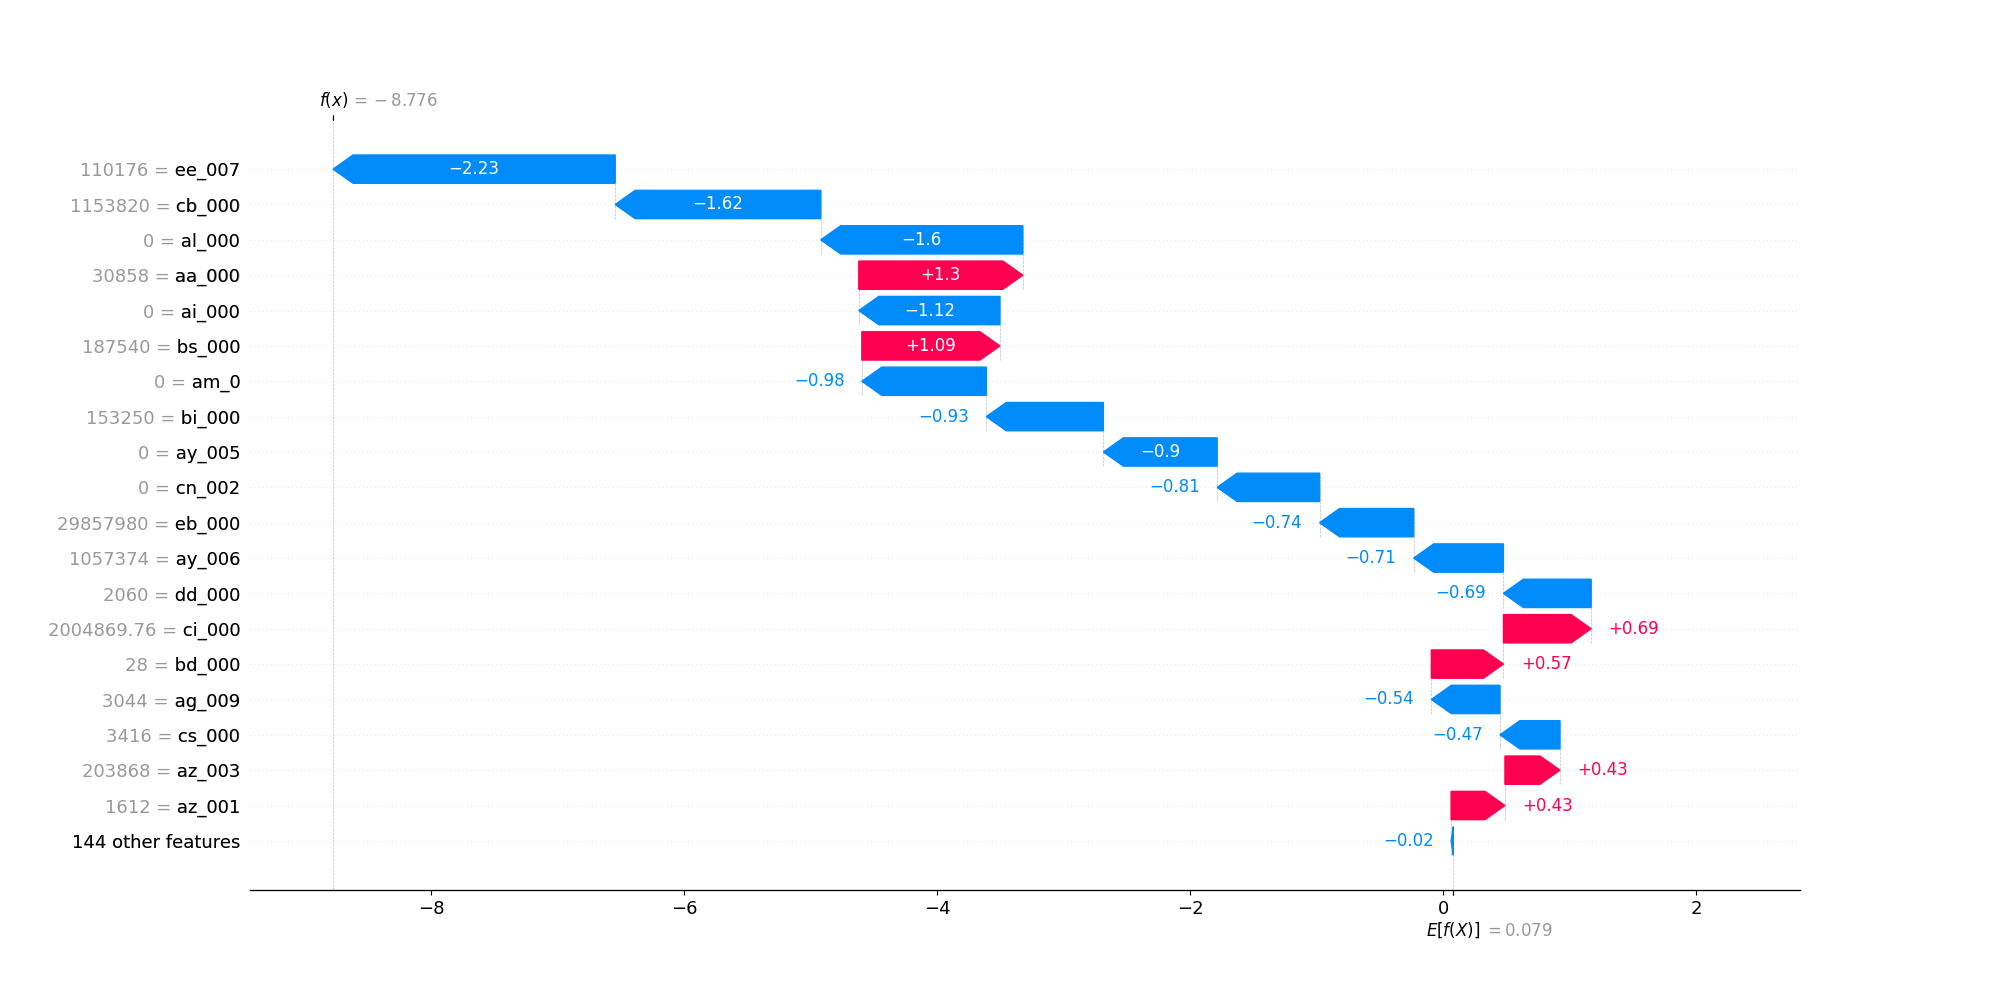 f(x) = −8.776
110176 = ee_007 −2.23
1153820 = cb_000 −1.62
0 = al_000 −1.6
30858 = aa_000 +1.3
0 = ai_000 −1.12
187540 = bs_000 +1.09
0 = am_0 −0.98
153250 = bi_000 −0.93
0 = ay_005 −0.9
0 = cn_002 −0.81
29857980 = eb_000 −0.74
1057374 = ay_006 −0.71
2060 = dd_000 −0.69
2004869.76 = ci_000 +0.69
28 = bd_000 +0.57
3044 = ag_009 −0.54
3416 = cs_000 −0.47
203868 = az_003 +0.43
1612 = az_001 +0.43
144 other features −0.02
−8 −6 −4 −2 0 2
E[f(X)] = 0.079